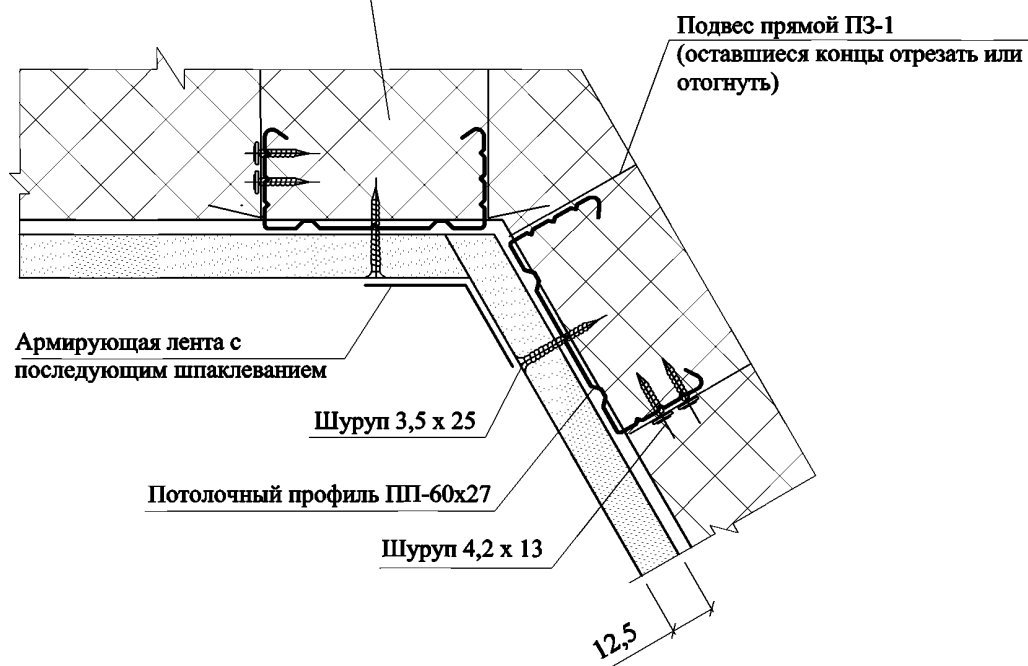 Подвес прямой ПЗ-1
(оставшиеся концы отрезать или
отогнуть)
Армирующая лента с
последующим шпаклеванием
Шуруп 3,5 x 25
Потолочный профиль ПП-60х27
Шуруп 4,2 x 13
12,5